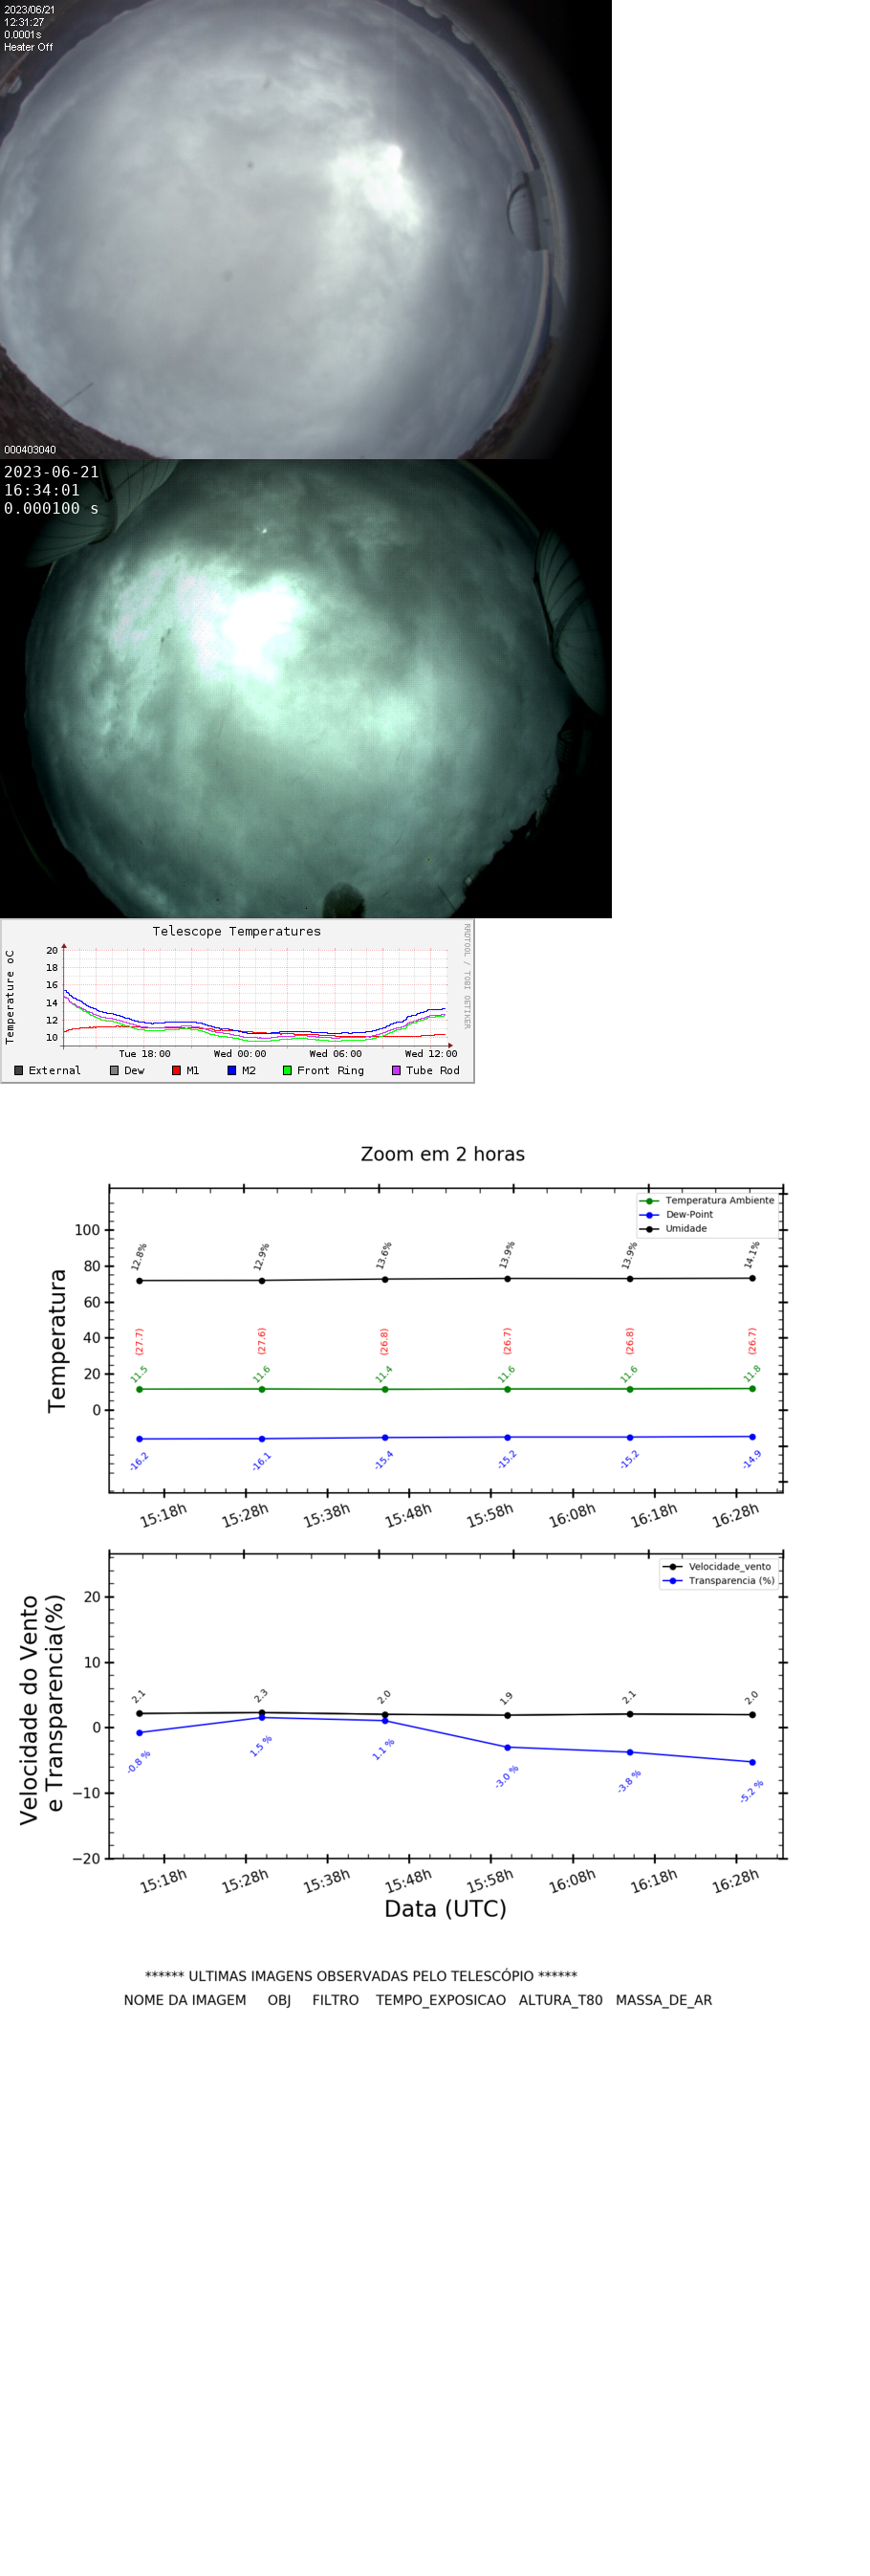 2023/06/21
12:31:27
0.0001s
Heater Off
000403040
2023-06-21
16:34:01
0.000100 s
Telescope Temperatures
RRDTOOL / TOBI OETIKER
Temperature oC
20
18
16
14
12
10
Tue 18:00 Wed 00:00 Wed 06:00 Wed 12:00
External Dew M1 M2 Front Ring Tube Rod
Zoom em 2 horas
Temperatura
Temperatura Ambiente
Dew-Point
Umidade
100
80
60
40
20
0
12.8% 12.9% 13.6% 13.9% 13.9% 14.1%
(27.7) (27.6) (26.8) (26.7) (26.8) (26.7)
11.5 11.6 11.4 11.6 11.6 11.8
-16.2 -16.1 -15.4 -15.2 -15.2 -14.9
15:18h 15:28h 15:38h 15:48h 15:58h 16:08h 16:18h 16:28h
Velocidade do Vento
e Transparencia(%)
Velocidade_vento
Transparencia (%)
20
10
0
−10
−20
2.1 2.3 2.0 1.9 2.1 2.0
-0.8 % 1.5 % 1.1 % -3.0 % -3.8 % -5.2 %
15:18h 15:28h 15:38h 15:48h 15:58h 16:08h 16:18h 16:28h
Data (UTC)
****** ULTIMAS IMAGENS OBSERVADAS PELO TELESCÓPIO ******
NOME DA IMAGEM OBJ FILTRO TEMPO_EXPOSICAO ALTURA_T80 MASSA_DE_AR